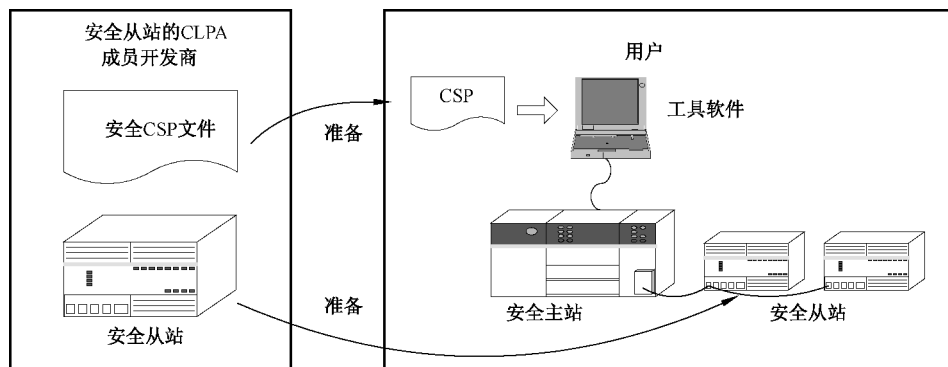 安全从站的CLPA
成员开发商
安全CSP文件
安全从站
准备
准备
用户
CSP
工具软件
安全主站
安全从站